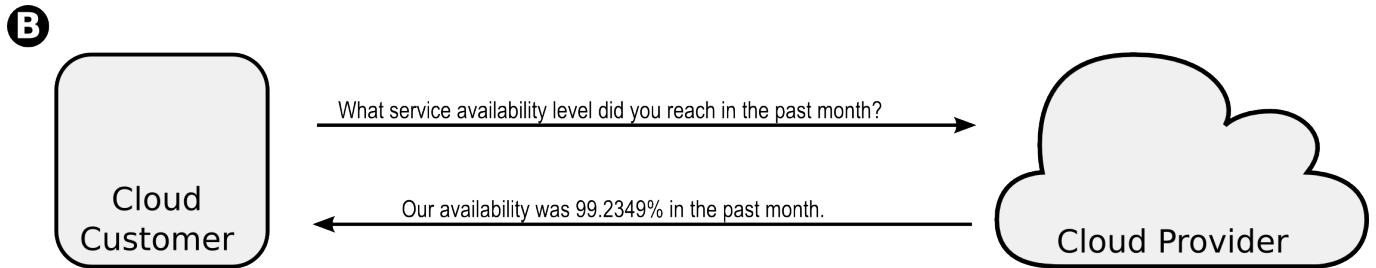 B
What service availability level did you reach in the past month?
Our availability was 99.2349% in the past month.
Cloud
Customer
Cloud Provider